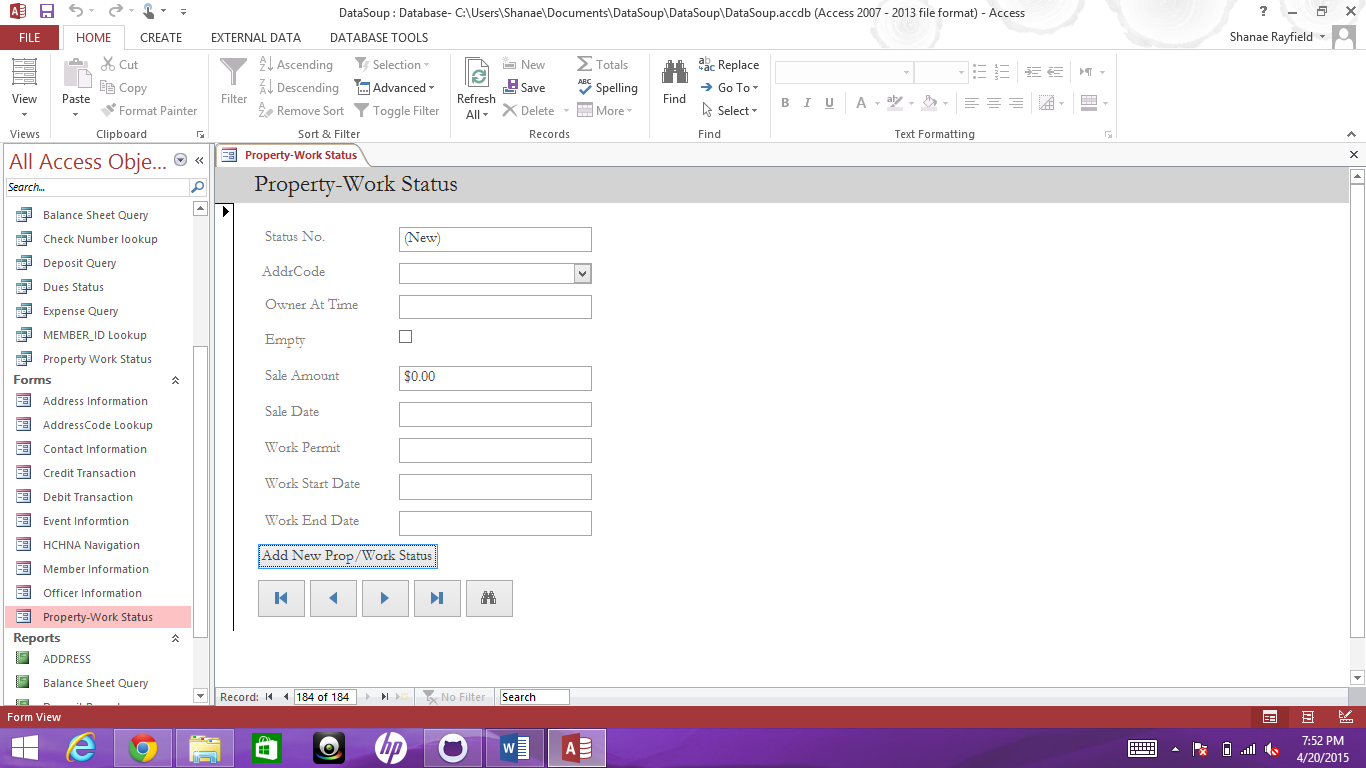 DataSoup : Database- C:\Users\Shanae\Documents\DataSoup\DataSoup\DataSoup.accdb (Access 2007 - 2013 file format) - Access
FILE HOME CREATE EXTERNAL DATA DATABASE TOOLS
Shanae Rayfield
View
Views
Paste
Cut
Copy
Format Painter
Clipboard
Filter
Ascending
Descending
Remove Sort
Selection
Advanced
Toggle Filter
Sort & Filter
Refresh
All
New
Save
Delete
Totals
Spelling
More
Records
Find
Replace
Go To
Select
Find
B I U A
Text Formatting
All Access Obje...
Search...
Balance Sheet Query
Check Number lookup
Deposit Query
Dues Status
Expense Query
MEMBER_ID Lookup
Property Work Status
Forms
Address Information
AddressCode Lookup
Contact Information
Credit Transaction
Debit Transaction
Event Informtion
HCHNA Navigation
Member Information
Officer Information
Property-Work Status
Reports
ADDRESS
Balance Sheet Query
Property-Work Status
Property-Work Status
Status No. (New)
AddrCode
Owner At Time
Empty
Sale Amount $0.00
Sale Date
Work Permit
Work Start Date
Work End Date
Add New Prop/Work Status
Record: 184 of 184 No Filter Search
Form View
7:52 PM
4/20/2015